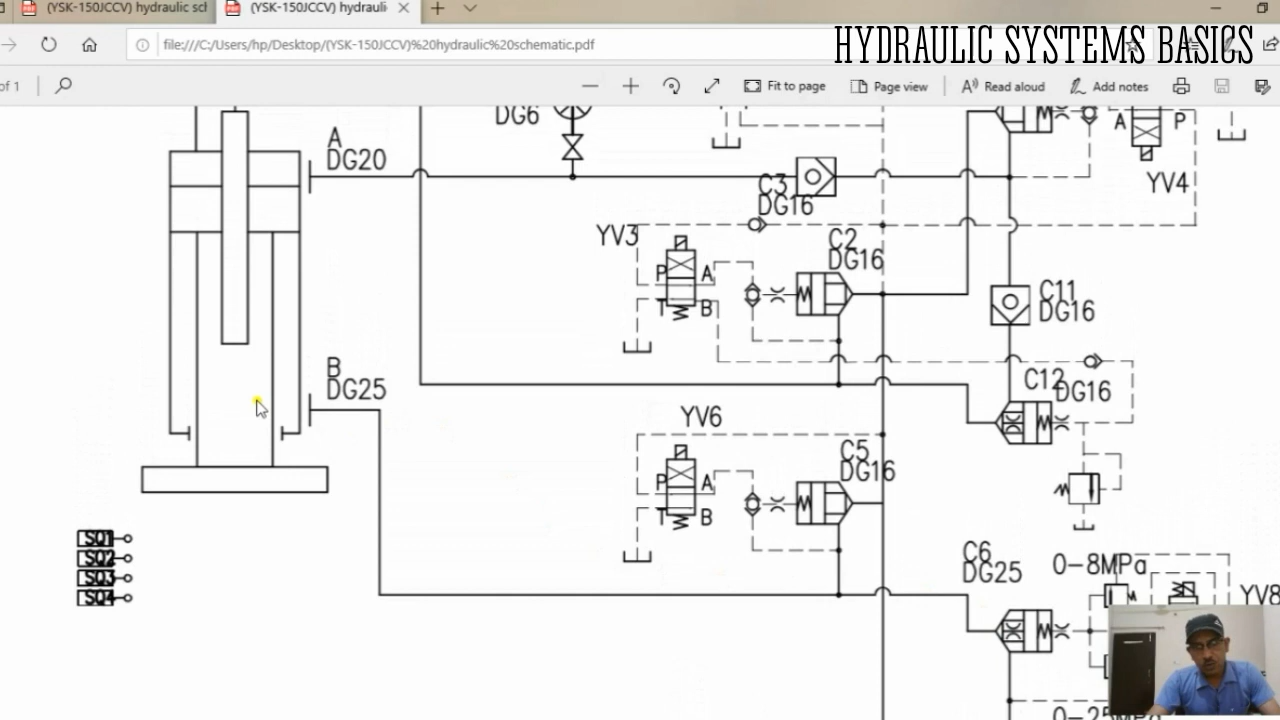 (YSK-150JCCV) hydraulic scl
(YSK-150JCCV) hydrauli
HYDRAULIC SYSTEMS BASICS
file:///C:/Users/hp/Desktop/(YSK-150JCCV)%20hydraulic%20schematic.pdf
of 1
Fit to page
Page view
Read aloud
Add notes
DG6
A
DG20
C3
DG16
A
P
YV4
YV3
C2
DG16
P
A
T
B
C11
DG16
B
DG25
C12
DG16
YV6
C5
DG16
P
A
T
B
SQ1
SQ2
SQ3
SQ4
C6
DG25
0-8MPa
YV8